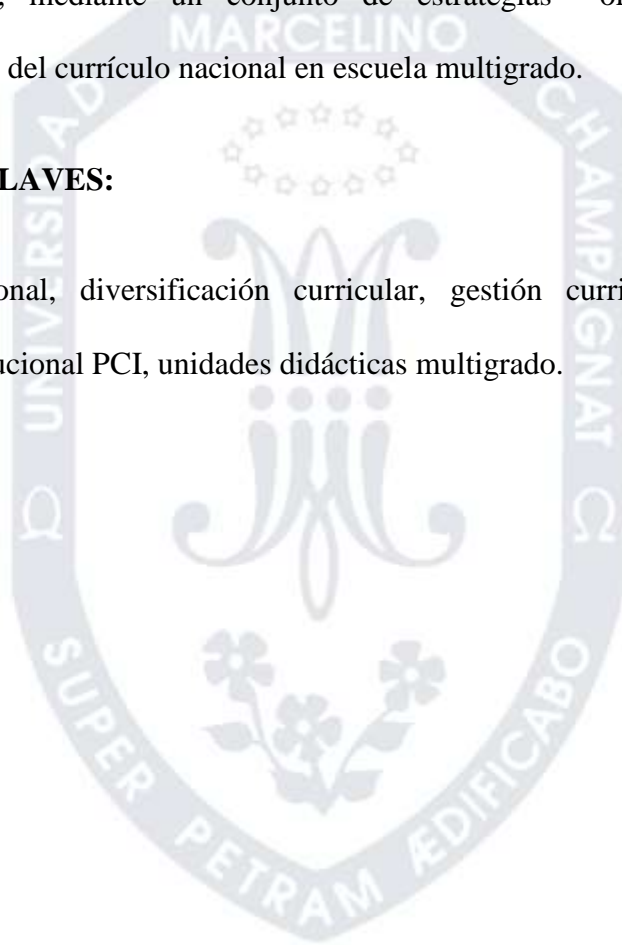 mediante un conjunto de estrategias
MARCELINO
del currículo nacional en escuela multigrado.
UNIVERSIDAD
CHAMPAGNAT
LAVES:
onal, diversificación curricular, gestión curri
ucional PCI, unidades didácticas multigrado.
SUPER PETRAM ÆDIFICABO